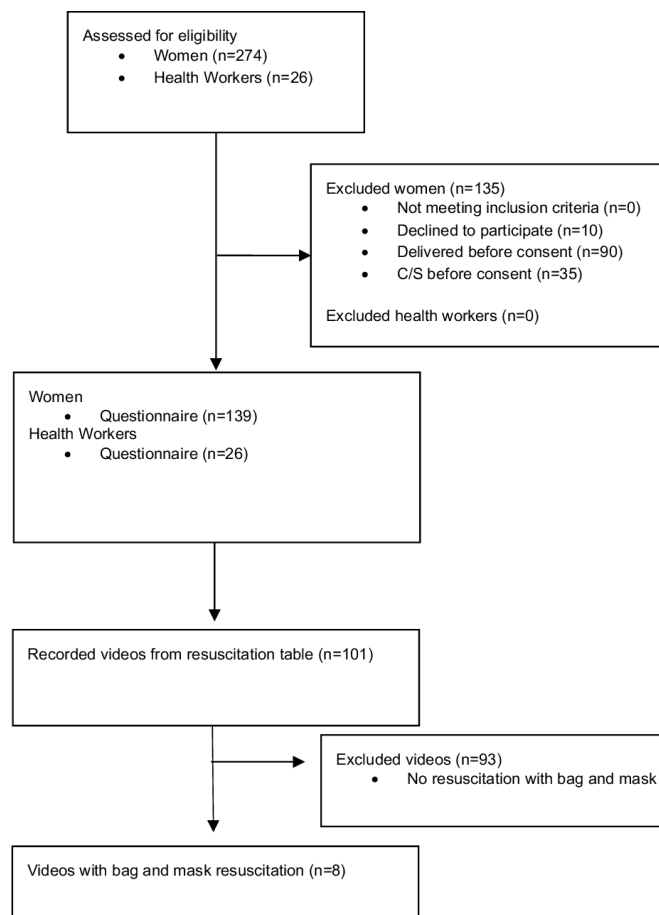 Assessed for eligibility
• Women (n=274)
• Health Workers (n=26)
Excluded women (n=135)
• Not meeting inclusion criteria (n=0)
• Declined to participate (n=10)
• Delivered before consent (n=90)
• C/S before consent (n=35)
Excluded health workers (n=0)
Women
• Questionnaire (n=139)
Health Workers
• Questionnaire (n=26)
Recorded videos from resuscitation table (n=101)
Excluded videos (n=93)
• No resuscitation with bag and mask
Videos with bag and mask resuscitation (n=8)